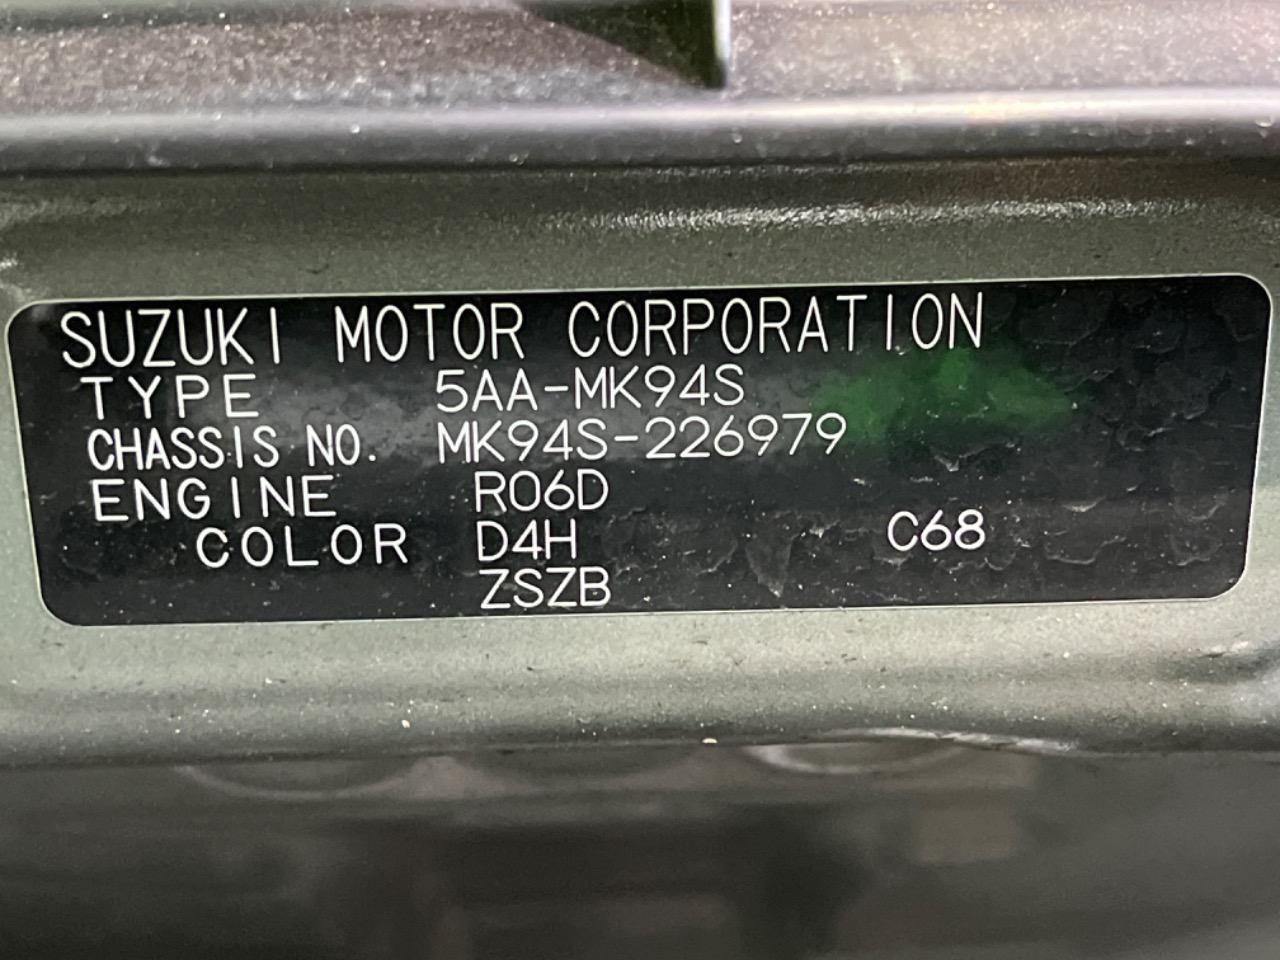 SUZUKI MOTOR CORPORATION
TYPE 5AA-MK94S
CHASSIS NO. MK94S-226979
ENGINE R06D
COLOR D4H C68
ZSZB